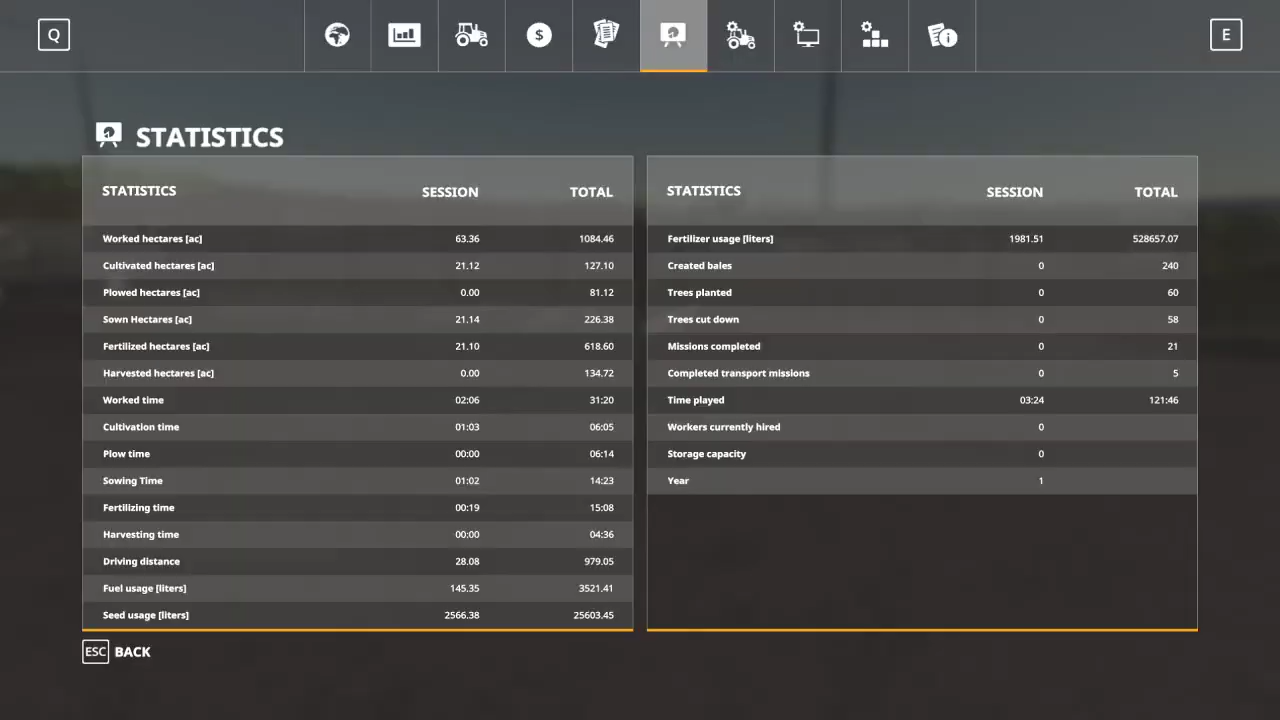 Q
$
E
STATISTICS
STATISTICS SESSION TOTAL
Worked hectares [ac] 63.36 1084.46
Cultivated hectares [ac] 21.12 127.10
Plowed hectares [ac] 0.00 81.12
Sown Hectares [ac] 21.14 226.38
Fertilized hectares [ac] 21.10 618.60
Harvested hectares [ac] 0.00 134.72
Worked time 02:06 31:20
Cultivation time 01:03 06:05
Plow time 00:00 06:14
Sowing Time 01:02 14:23
Fertilizing time 00:19 15:08
Harvesting time 00:00 04:36
Driving distance 28.08 979.05
Fuel usage [liters] 145.35 3521.41
Seed usage [liters] 2566.38 25603.45
STATISTICS SESSION TOTAL
Fertilizer usage [liters] 1981.51 528657.07
Created bales 0 240
Trees planted 0 60
Trees cut down 0 58
Missions completed 0 21
Completed transport missions 0 5
Time played 03:24 121:46
Workers currently hired 0
Storage capacity 0
Year 1
ESC BACK